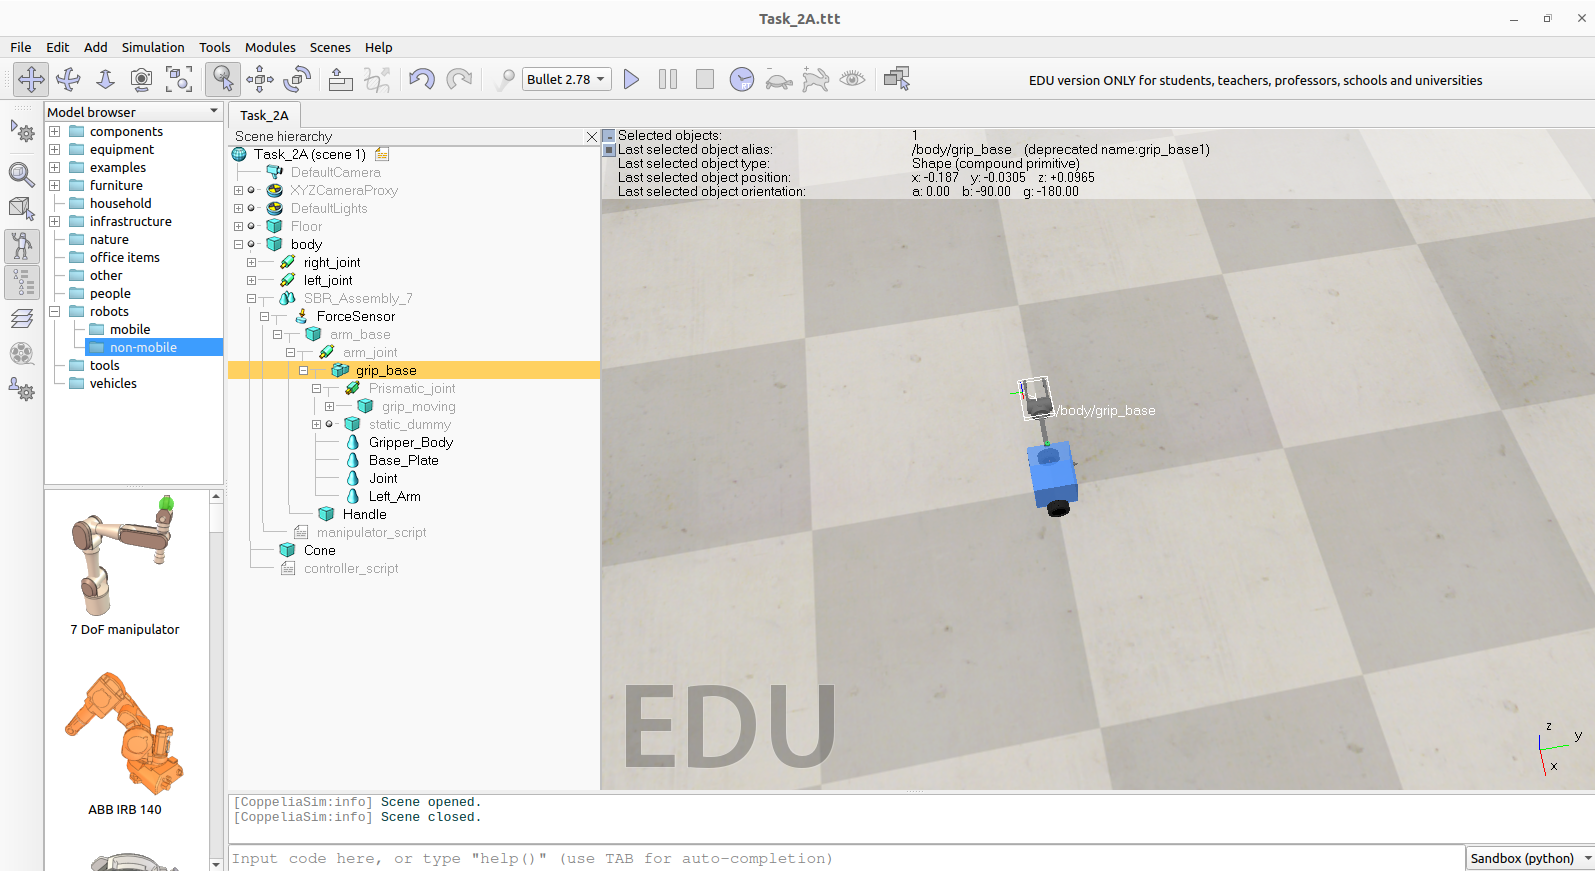 Task_2A.ttt
File Edit Add Simulation Tools Modules Scenes Help
Bullet 2.78
EDU version ONLY for students, teachers, professors, schools and universities
Model browser
components
equipment
examples
furniture
household
infrastructure
nature
office items
other
people
robots
mobile
non-mobile
tools
vehicles
7 DoF manipulator
ABB IRB 140
Task_2A
Scene hierarchy
Task_2A (scene 1)
DefaultCamera
XYZCameraProxy
DefaultLights
Floor
body
right_joint
left_joint
SBR_Assembly_7
ForceSensor
arm_base
arm_joint
grip_base
Prismatic_joint
grip_moving
static_dummy
Gripper_Body
Base_Plate
Joint
Left_Arm
Handle
manipulator_script
Cone
controller_script
Selected objects: 1
Last selected object alias: /body/grip_base (deprecated name:grip_base1)
Last selected object type: Shape (compound primitive)
Last selected object position: x: -0.187 y: -0.0305 z: +0.0965
Last selected object orientation: a: 0.00 b: -90.00 g: -180.00
/body/grip_base
EDU
z
y
x
[CoppeliaSim:info] Scene opened.
[CoppeliaSim:info] Scene closed.
Input code here, or type "help()" (use TAB for auto-completion)
Sandbox (python)